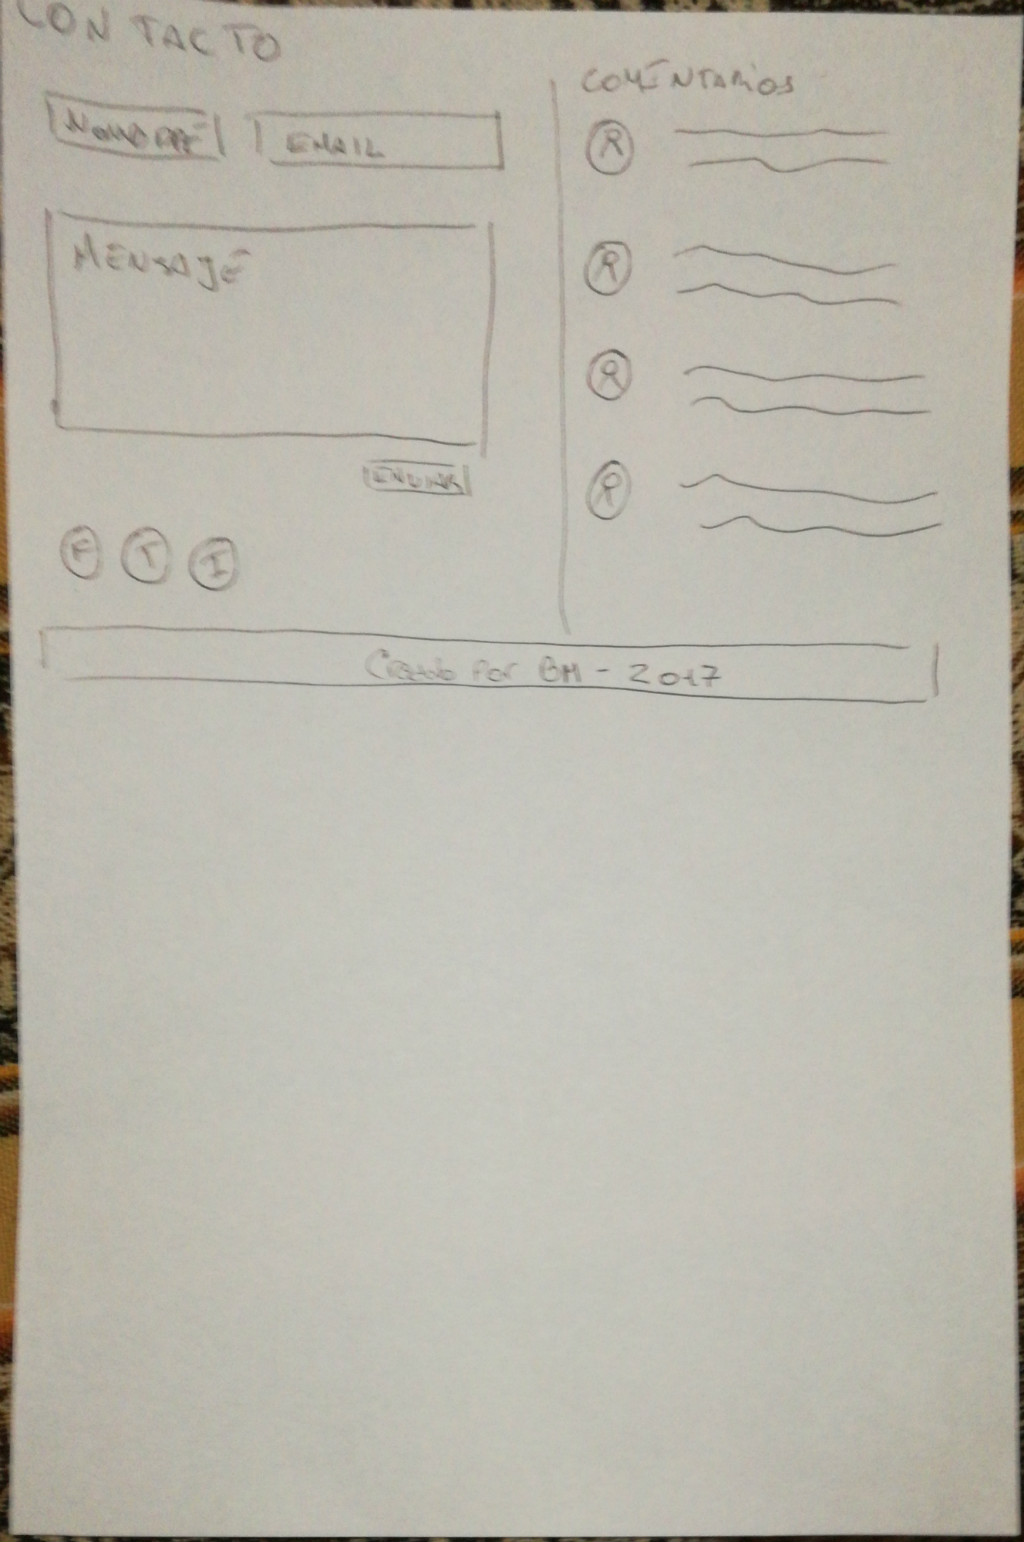 CONTACTO
NOMBRE
EMAIL
MENSAJE
ENVIAR
F T I
COMENTARIOS
R
R
R
R
Creado Por BM - 2017